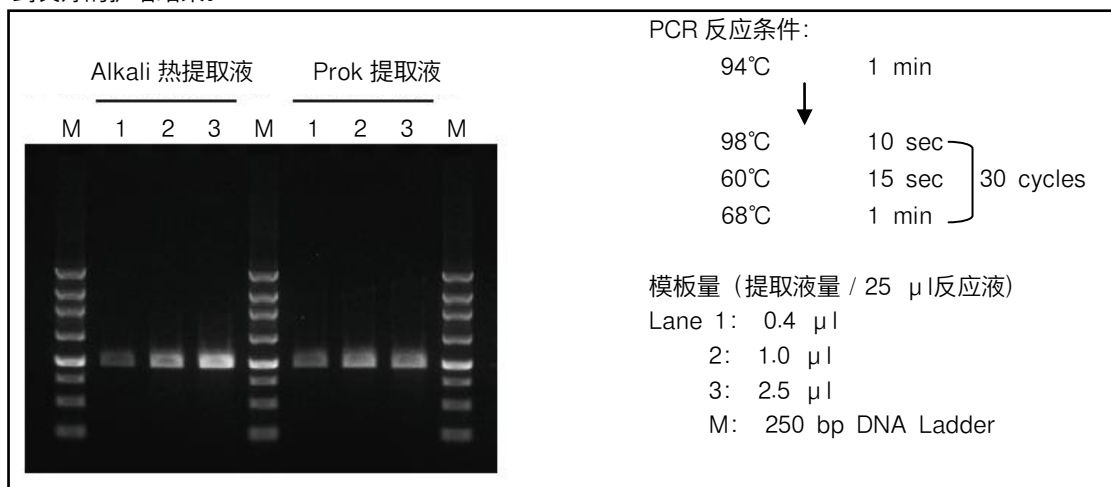 Alkali 热提取液 Prok 提取液
M 1 2 3 M 1 2 3 M
PCR 反应条件:
94℃ 1 min
98℃ 10 sec
60℃ 15 sec 30 cycles
68℃ 1 min
模板量(提取液量 / 25 μl反应液)
Lane 1: 0.4 μl
2: 1.0 μl
3: 2.5 μl
M: 250 bp DNA Ladder